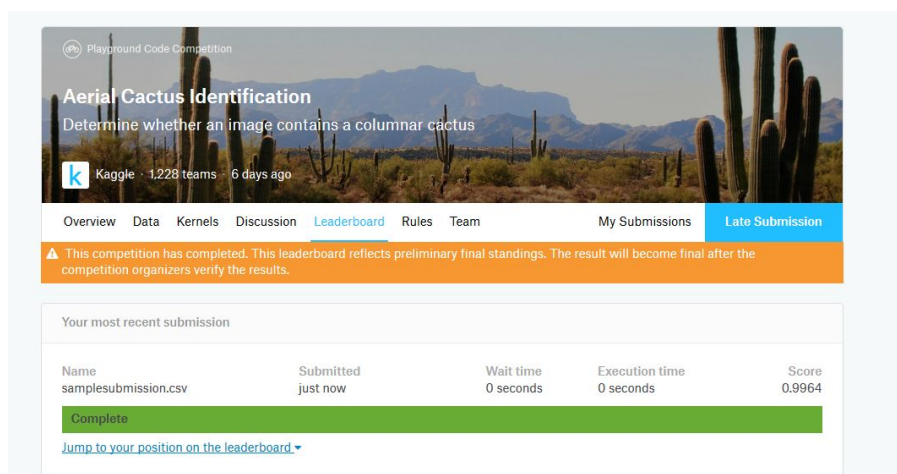 Playground Code Competition
Aerial Cactus Identification
Determine whether an image contains a columnar cactus
k Kaggle · 1,228 teams · 6 days ago
Overview Data Kernels Discussion Leaderboard Rules Team My Submissions Late Submission
This competition has completed. This leaderboard reflects preliminary final standings. The result will become final after the
competition organizers verify the results.
Your most recent submission
Name Submitted Wait time Execution time Score
samplesubmission.csv just now 0 seconds 0 seconds 0.9964
Complete
Jump to your position on the leaderboard